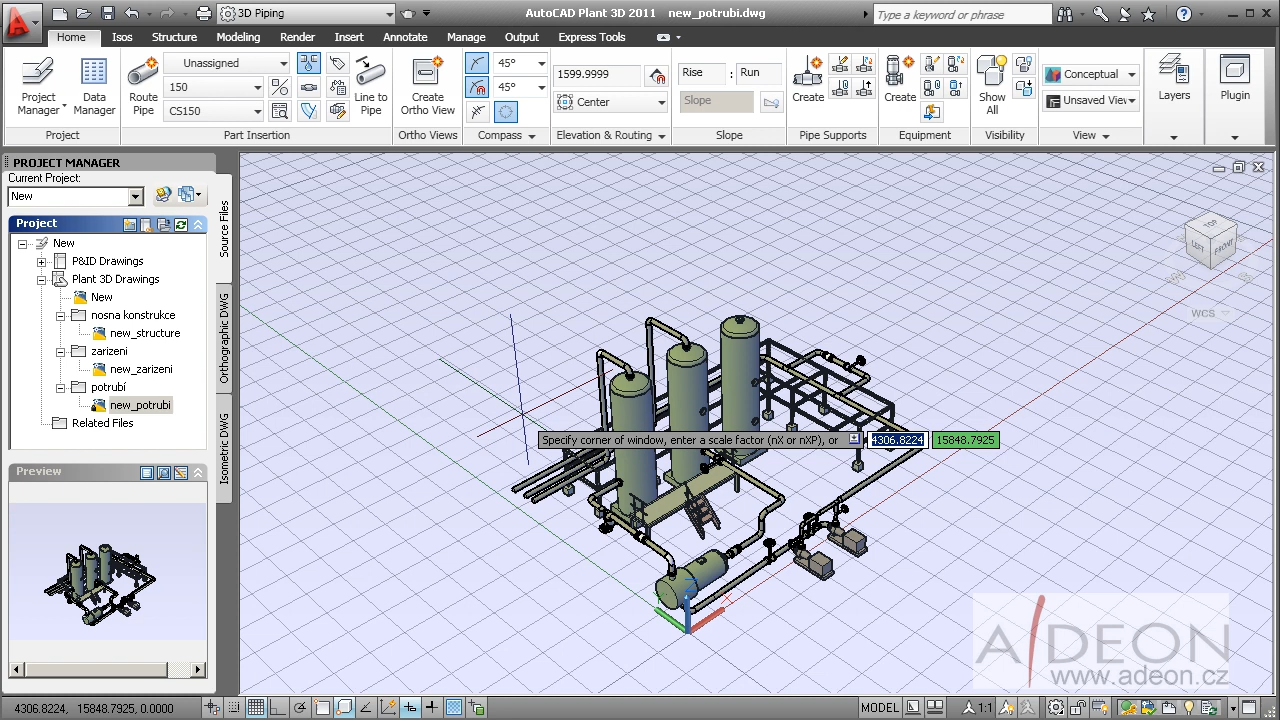 3D Piping
AutoCAD Plant 3D 2011 new_potrubi.dwg
Type a keyword or phrase
Home Isos Structure Modeling Render Insert Annotate Manage Output Express Tools
Project Manager
Data Manager
Project
Route Pipe
Unassigned
150
CS150
Line to Pipe
Part Insertion
Create Ortho View
Ortho Views
45°
45°
Compass
1599.9999
Center
Elevation & Routing
Rise : Run
Slope
Slope
Create
Pipe Supports
Create
Equipment
Show All
Visibility
Conceptual
Unsaved View
View
Layers
Plugin
PROJECT MANAGER
Current Project:
New
Project
New
P&ID Drawings
Plant 3D Drawings
New
nosna konstrukce
new_structure
zarizeni
new_zarizeni
potrubí
new_potrubi
Related Files
Source Files
Orthographic DWG
Isometric DWG
Preview
TOP
LEFT
FRONT
WCS
Specify corner of window, enter a scale factor (nX or nXP), or
4306.8224
15848.7925
X
A/DEON
www.adeon.cz
4306.8224, 15848.7925, 0.0000
MODEL
1:1